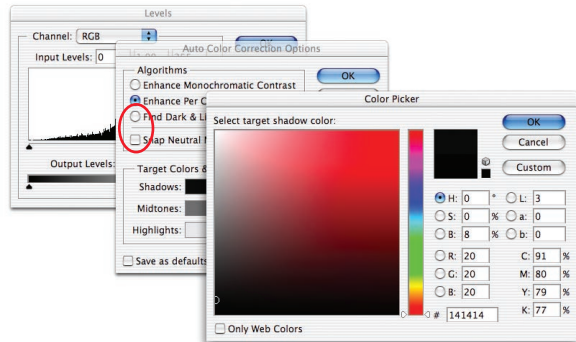 Levels
Channel: RGB
Input Levels: 0 1.00 255
Output Levels:
Auto Color Correction Options
Algorithms
Enhance Monochromatic Contrast
Enhance Per C
Find Dark & Li
Snap Neutral
Target Colors &
Shadows:
Midtones:
Highlights:
Save as defaults
OK
Color Picker
Select target shadow color:
OK
Cancel
Custom
H: 0 ° L: 3
S: 0 % a: 0
B: 8 % b: 0
R: 20 C: 91 %
G: 20 M: 80 %
B: 20 Y: 79 %
# 141414 K: 77 %
Only Web Colors